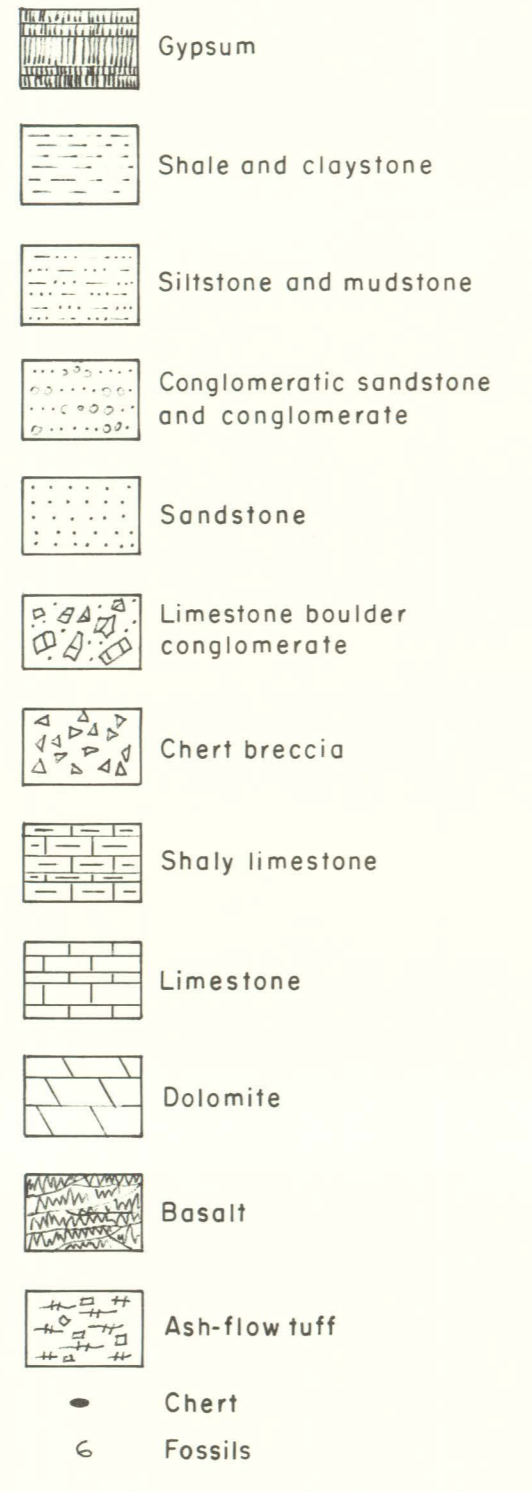 Gypsum
Shale and claystone
Siltstone and mudstone
Conglomeratic sandstone
and conglomerate
Sandstone
Limestone boulder
conglomerate
Chert breccia
Shaly limestone
Limestone
Dolomite
Basalt
Ash-flow tuff
Chert
Fossils